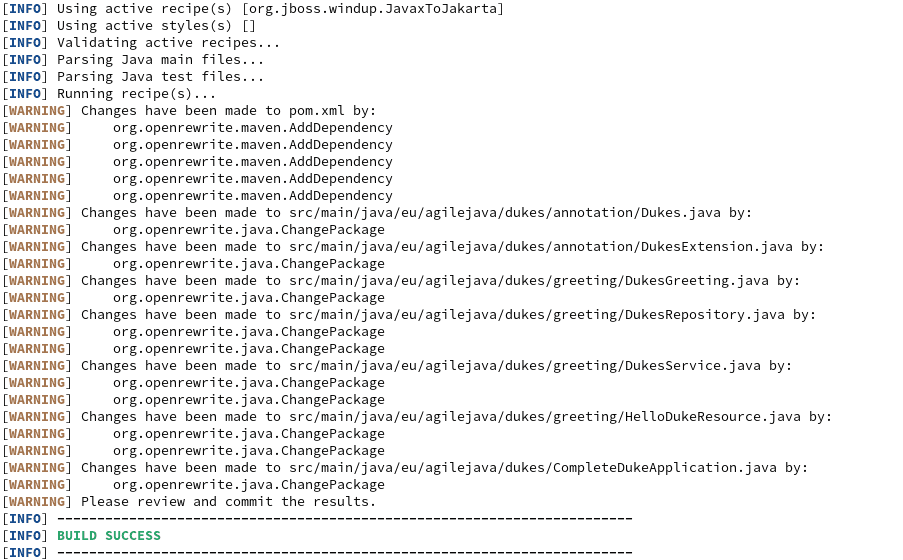 [INFO] Using active recipe(s) [org.jboss.windup.JavaxToJakarta]
[INFO] Using active styles(s) []
[INFO] Validating active recipes...
[INFO] Parsing Java main files...
[INFO] Parsing Java test files...
[INFO] Running recipe(s)...
[WARNING] Changes have been made to pom.xml by:
[WARNING]     org.openrewrite.maven.AddDependency
[WARNING]     org.openrewrite.maven.AddDependency
[WARNING]     org.openrewrite.maven.AddDependency
[WARNING]     org.openrewrite.maven.AddDependency
[WARNING]     org.openrewrite.maven.AddDependency
[WARNING] Changes have been made to src/main/java/eu/agilejava/dukes/annotation/Dukes.java by:
[WARNING]     org.openrewrite.java.ChangePackage
[WARNING] Changes have been made to src/main/java/eu/agilejava/dukes/annotation/DukesExtension.java by:
[WARNING]     org.openrewrite.java.ChangePackage
[WARNING] Changes have been made to src/main/java/eu/agilejava/dukes/greeting/DukesGreeting.java by:
[WARNING]     org.openrewrite.java.ChangePackage
[WARNING] Changes have been made to src/main/java/eu/agilejava/dukes/greeting/DukesRepository.java by:
[WARNING]     org.openrewrite.java.ChangePackage
[WARNING]     org.openrewrite.java.ChangePackage
[WARNING] Changes have been made to src/main/java/eu/agilejava/dukes/greeting/DukesService.java by:
[WARNING]     org.openrewrite.java.ChangePackage
[WARNING]     org.openrewrite.java.ChangePackage
[WARNING] Changes have been made to src/main/java/eu/agilejava/dukes/greeting/HelloDukeResource.java by:
[WARNING]     org.openrewrite.java.ChangePackage
[WARNING]     org.openrewrite.java.ChangePackage
[WARNING] Changes have been made to src/main/java/eu/agilejava/dukes/CompleteDukeApplication.java by:
[WARNING]     org.openrewrite.java.ChangePackage
[WARNING] Please review and commit the results.
[INFO] ------------------------------------------------------------------------
[INFO] BUILD SUCCESS
[INFO] ------------------------------------------------------------------------